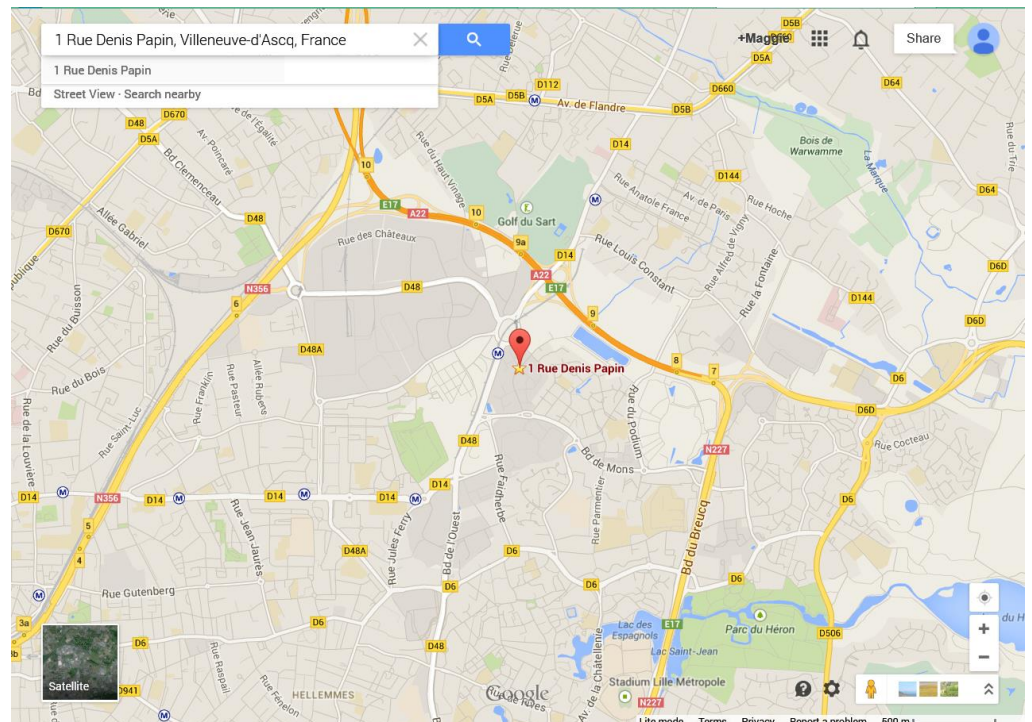 1 Rue Denis Papin, Villeneuve-d'Ascq, France
1 Rue Denis Papin
Street View · Search nearby
+Maggie
Share
D5B
D660
D5A
D64
D112
D5A
D5B
Av. de Flandre
D5B
D660
D48
D670
D5A
Av. Poincaré
Bd Clemenceau
Rue du Haut Vinage
D14
Bois de
Warwamme
La Marque
Rue du Trie
D64
10
E17
A22
10
Rue Anatole France
D144
Av. de Paris
Rue Hoche
Allée Gabriel
D48
D670
Golf du Sart
Rue des Châteaux
9a
D14
Rue Louis Constant
Rue Alfred de Vigny
Rue la Fontaine
D6D
A22
E17
N356
6
D48
9
D144
D6D
Rue du Buisson
D48A
1 Rue Denis Papin
8
7
D6
Rue du Bois
Rue Franklin
Rue Pasteur
Allée Rubens
Rue du Podium
D6D
Rue de la Louvière
Rue Saint-Luc
D48
Rue Cocteau
N227
Bd de Mons
Rue Faidherbe
Rue Parmentier
D14
N356
D14
D14
D14
D14
D6
5
4
Rue Jean-Jaurès
Rue Jules Ferry
Bd de l'Ouest
Bd du Breucq
D48A
D6
D6
D6
D6
Rue Gutenberg
3a
D6
D6
Lac des
Espagnols
E17
Parc du Héron
D506
D48
Lac Saint-Jean
Av. de la Châtellenie
Rue Raspail
Rue Fénelon
HELLEMMES
D941
Satellite
Google
Stadium Lille Métropole
N227
Lite mode Terms Privacy Report a problem 500 m